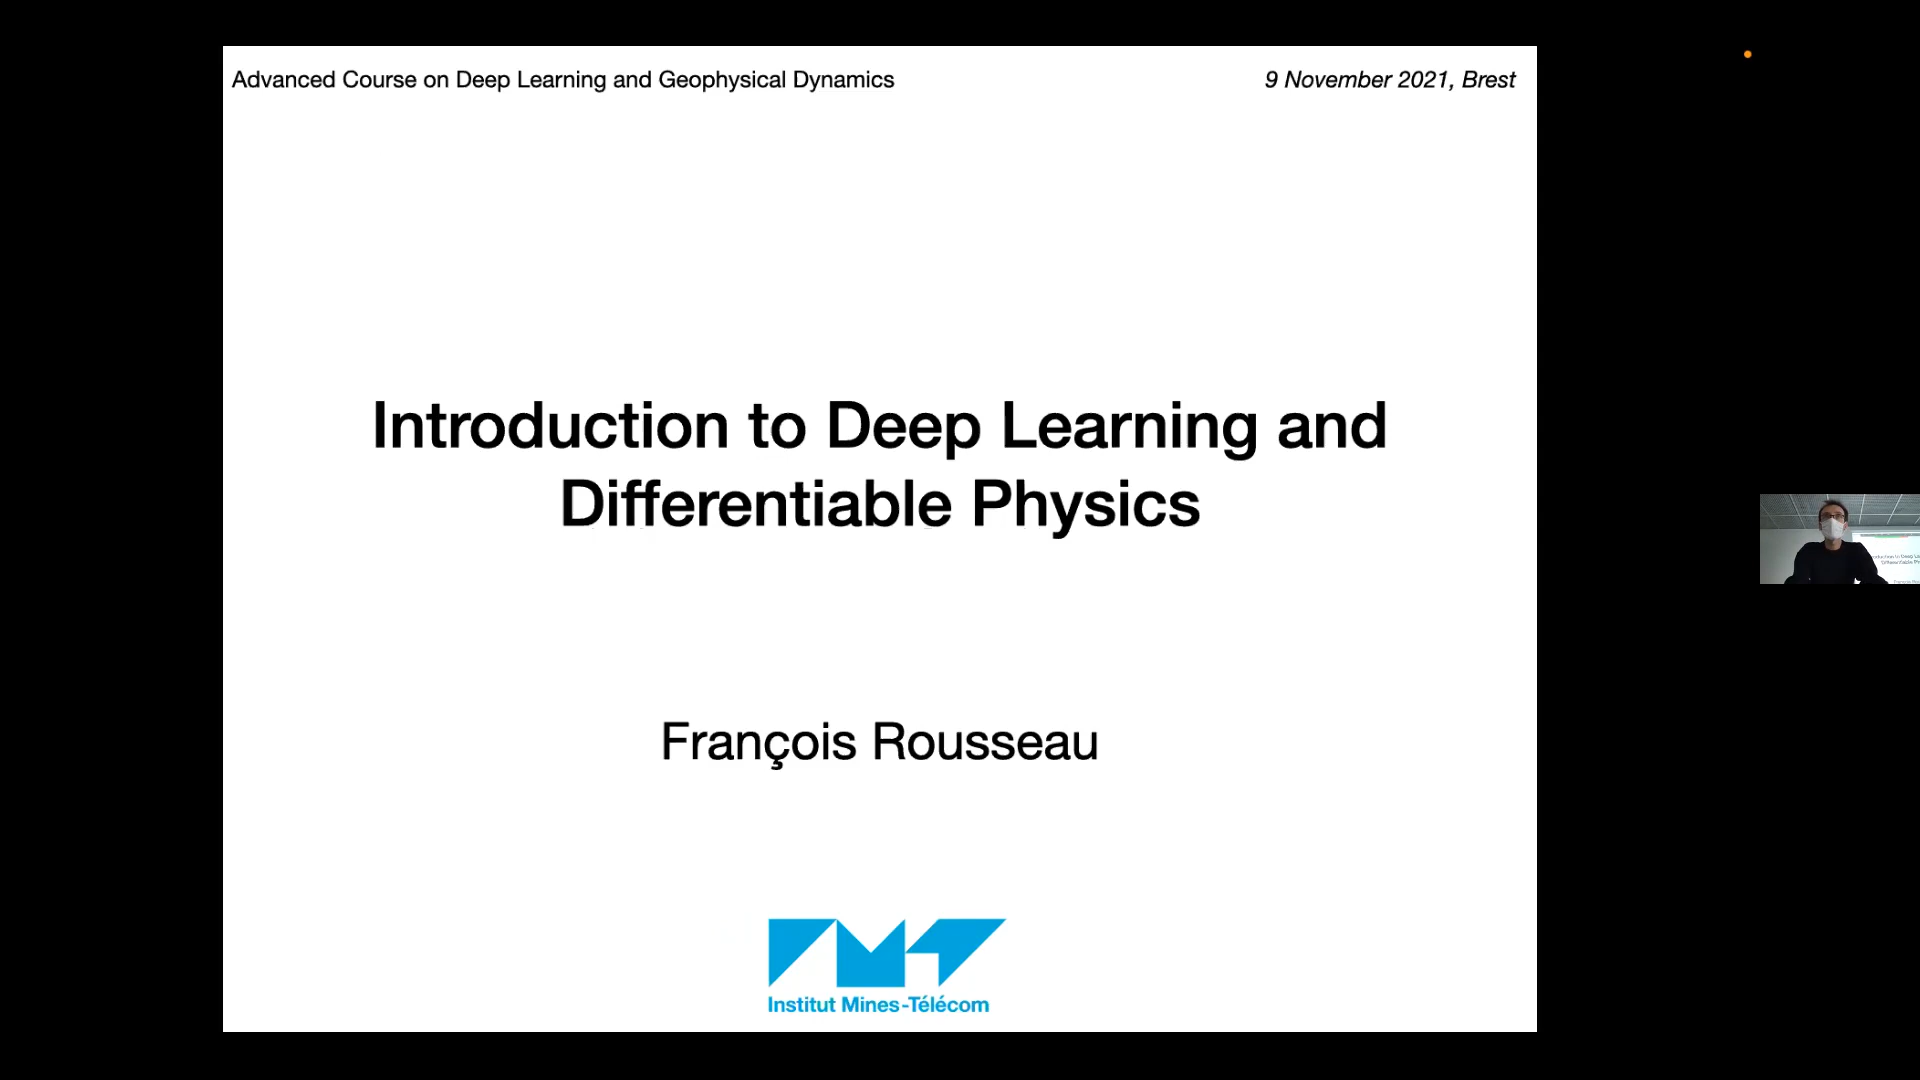 Advanced Course on Deep Learning and Geophysical Dynamics
9 November 2021, Brest
Introduction to Deep Learning and
Differentiable Physics
François Rousseau
IMT
Institut Mines-Télécom